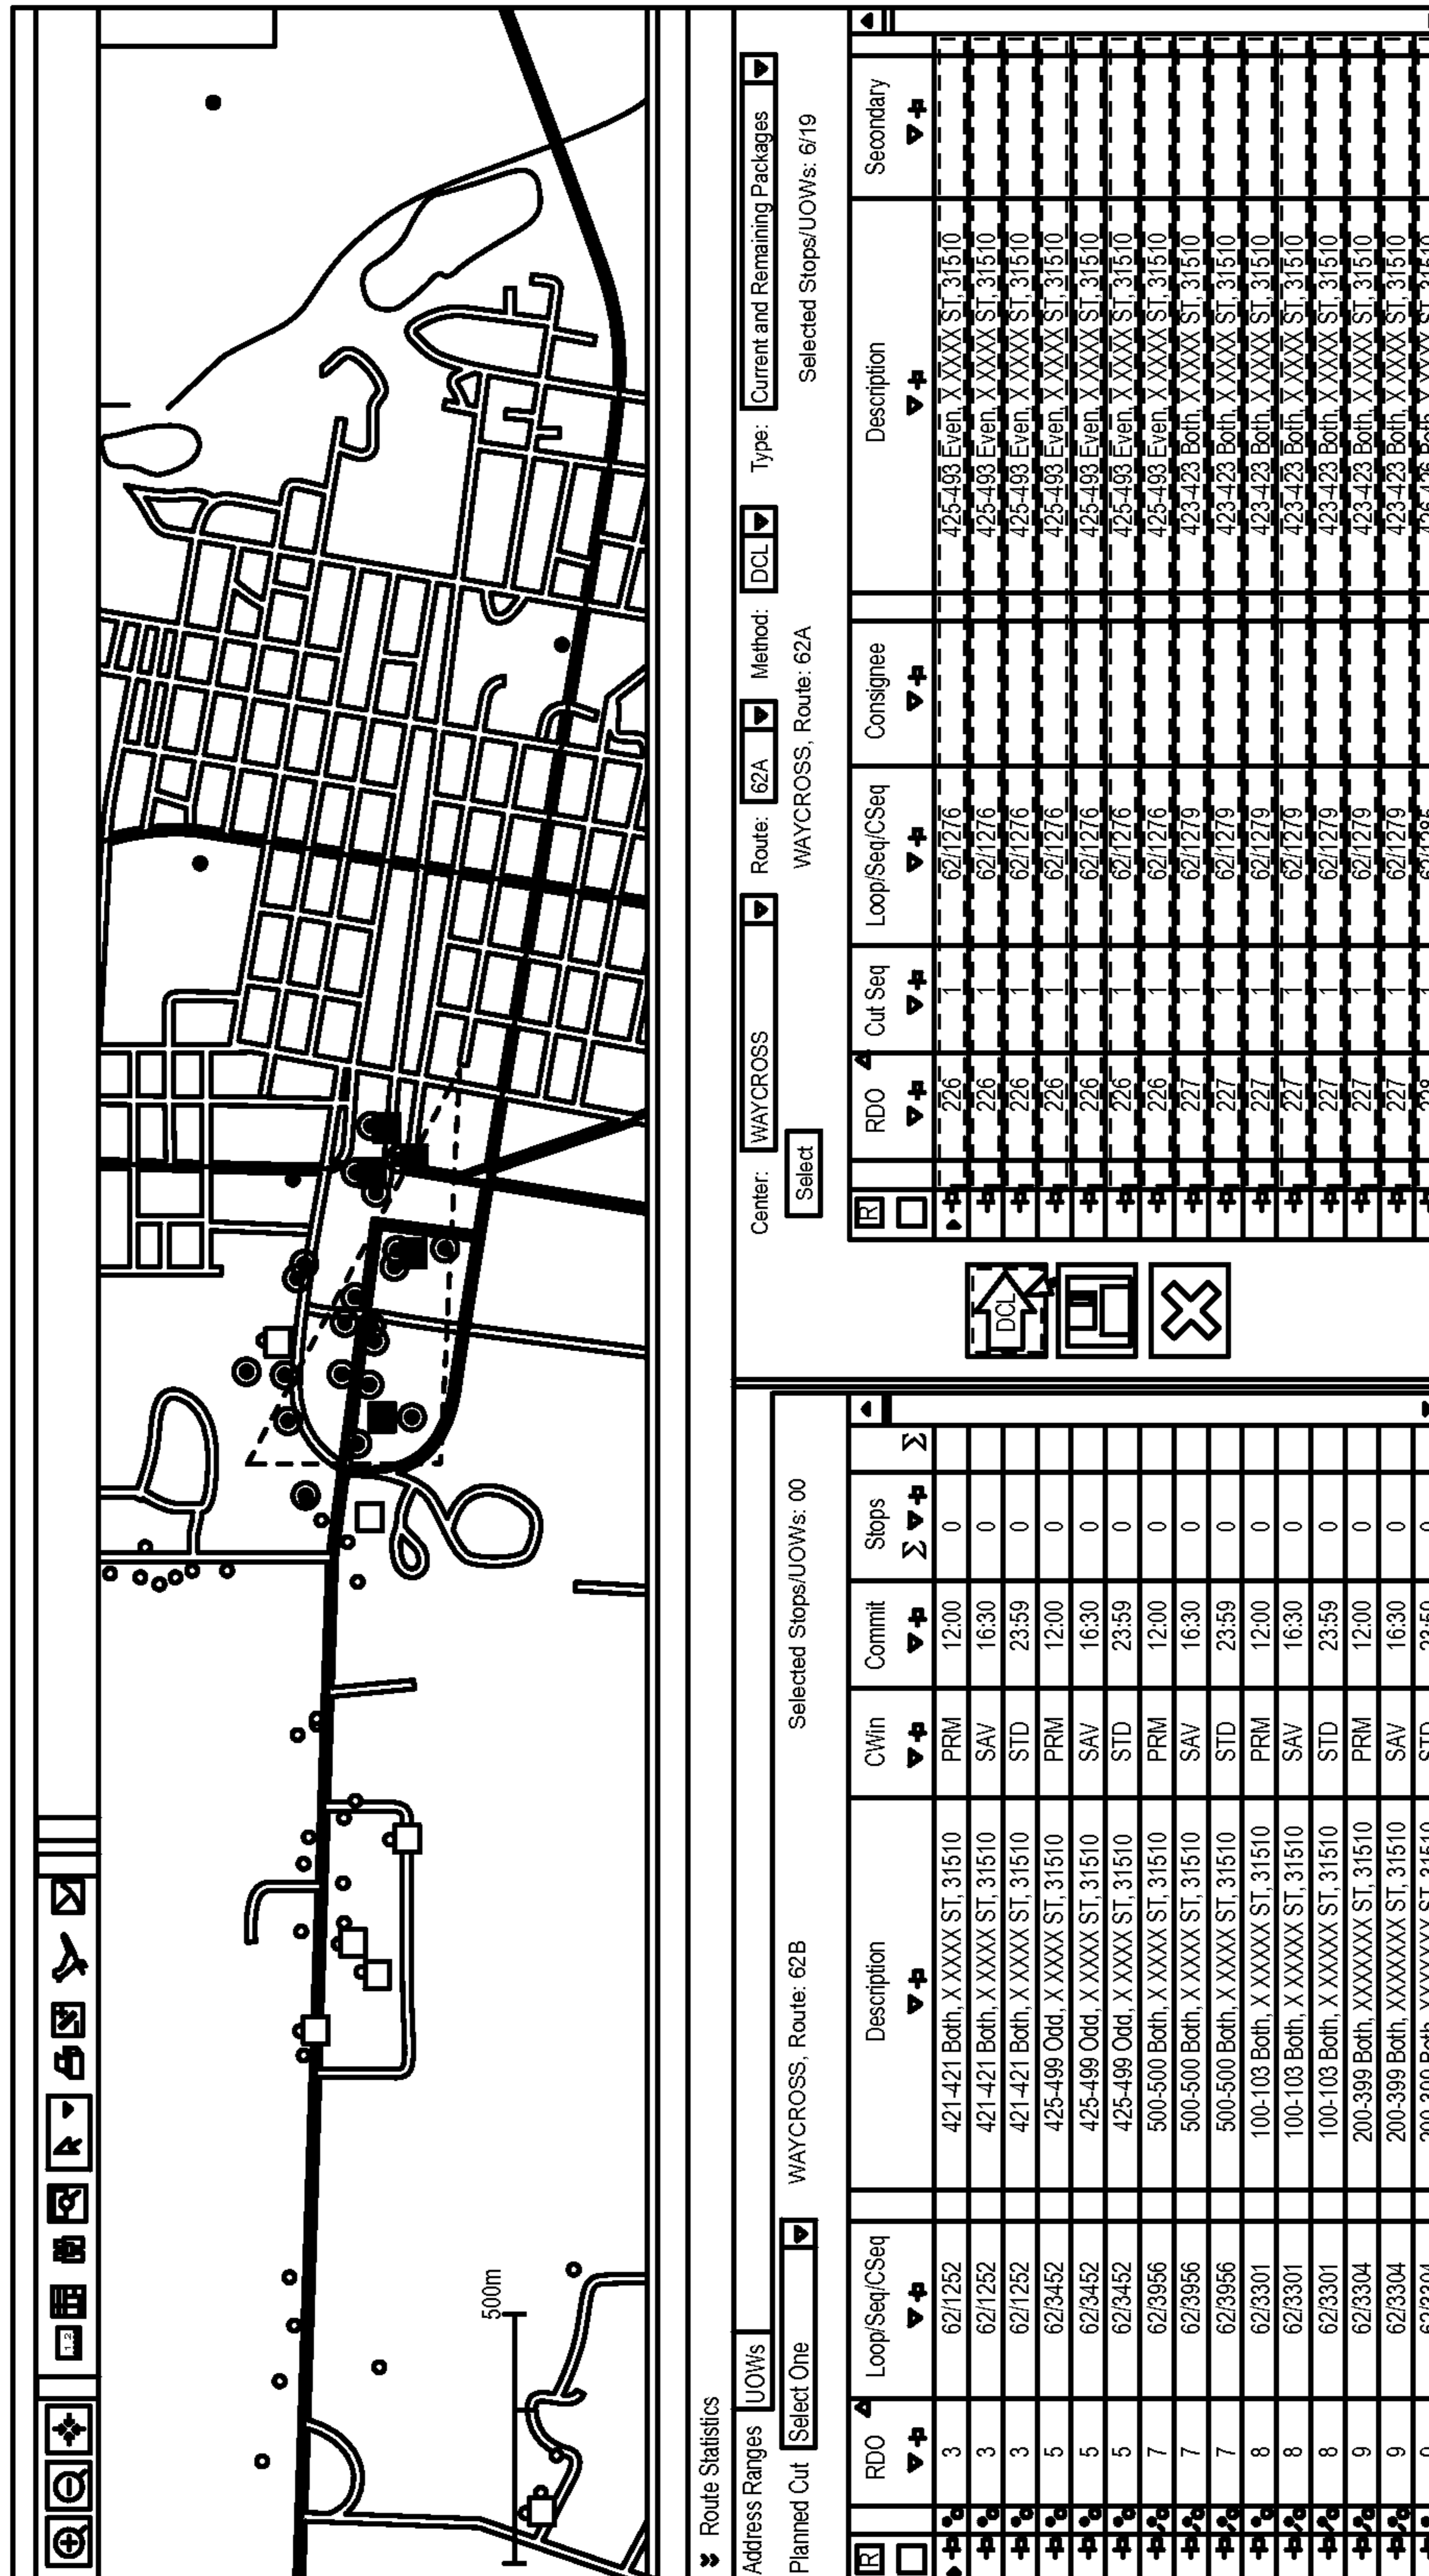 500m
Route Statistics
Address Ranges UOWs
Planned Cut Select One WAYCROSS, Route: 62B Selected Stops/UOWs: 00
R RDO Loop/Seq/CSeq Description CWin Commit Stops
Σ Σ
3 62/1252 421-421 Both, X XXXX ST, 31510 PRM 12:00 0
3 62/1252 421-421 Both, X XXXX ST, 31510 SAV 16:30 0
3 62/1252 421-421 Both, X XXXX ST, 31510 STD 23:59 0
5 62/3452 425-499 Odd, X XXXX ST, 31510 PRM 12:00 0
5 62/3452 425-499 Odd, X XXXX ST, 31510 SAV 16:30 0
5 62/3452 425-499 Odd, X XXXX ST, 31510 STD 23:59 0
7 62/3956 500-500 Both, X XXXX ST, 31510 PRM 12:00 0
7 62/3956 500-500 Both, X XXXX ST, 31510 SAV 16:30 0
7 62/3956 500-500 Both, X XXXX ST, 31510 STD 23:59 0
8 62/3301 100-103 Both, X XXXXX ST, 31510 PRM 12:00 0
8 62/3301 100-103 Both, X XXXXX ST, 31510 SAV 16:30 0
8 62/3301 100-103 Both, X XXXXX ST, 31510 STD 23:59 0
9 62/3304 200-399 Both, XXXXXXX ST, 31510 PRM 12:00 0
9 62/3304 200-399 Both, XXXXXXX ST, 31510 SAV 16:30 0
DCL
Center: WAYCROSS Route: 62A Method: DCL Type: Current and Remaining Packages
Select WAYCROSS, Route: 62A Selected Stops/UOWs: 6/19
R RDO Cut Seq Loop/Seq/CSeq Consignee Description Secondary
226 1 62/1276 425-493 Even, X XXXX ST, 31510
226 1 62/1276 425-493 Even, X XXXX ST, 31510
226 1 62/1276 425-493 Even, X XXXX ST, 31510
226 1 62/1276 425-493 Even, X XXXX ST, 31510
226 1 62/1276 425-493 Even, X XXXX ST, 31510
226 1 62/1276 425-493 Even, X XXXX ST, 31510
226 1 62/1276 425-493 Even, X XXXX ST, 31510
227 1 62/1279 423-423 Both, X XXXX ST, 31510
227 1 62/1279 423-423 Both, X XXXX ST, 31510
227 1 62/1279 423-423 Both, X XXXX ST, 31510
227 1 62/1279 423-423 Both, X XXXX ST, 31510
227 1 62/1279 423-423 Both, X XXXX ST, 31510
227 1 62/1279 423-423 Both, X XXXX ST, 31510
227 1 62/1279 423-423 Both, X XXXX ST, 31510